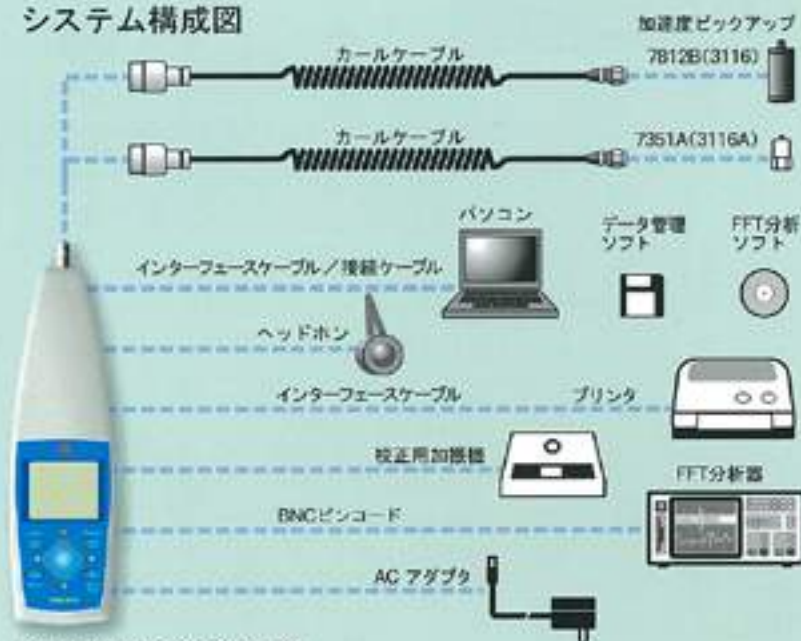 システム構成図
加速度ピックアップ
カールケーブル
7812B(3116)
カールケーブル
7351A(3116A)
パソコン
データ管理
ソフト
FFT分析
ソフト
インターフェースケーブル／接続ケーブル
ヘッドホン
インターフェースケーブル
プリンタ
校正用加振器
FFT分析器
BNCピンコード
AC アダプタ